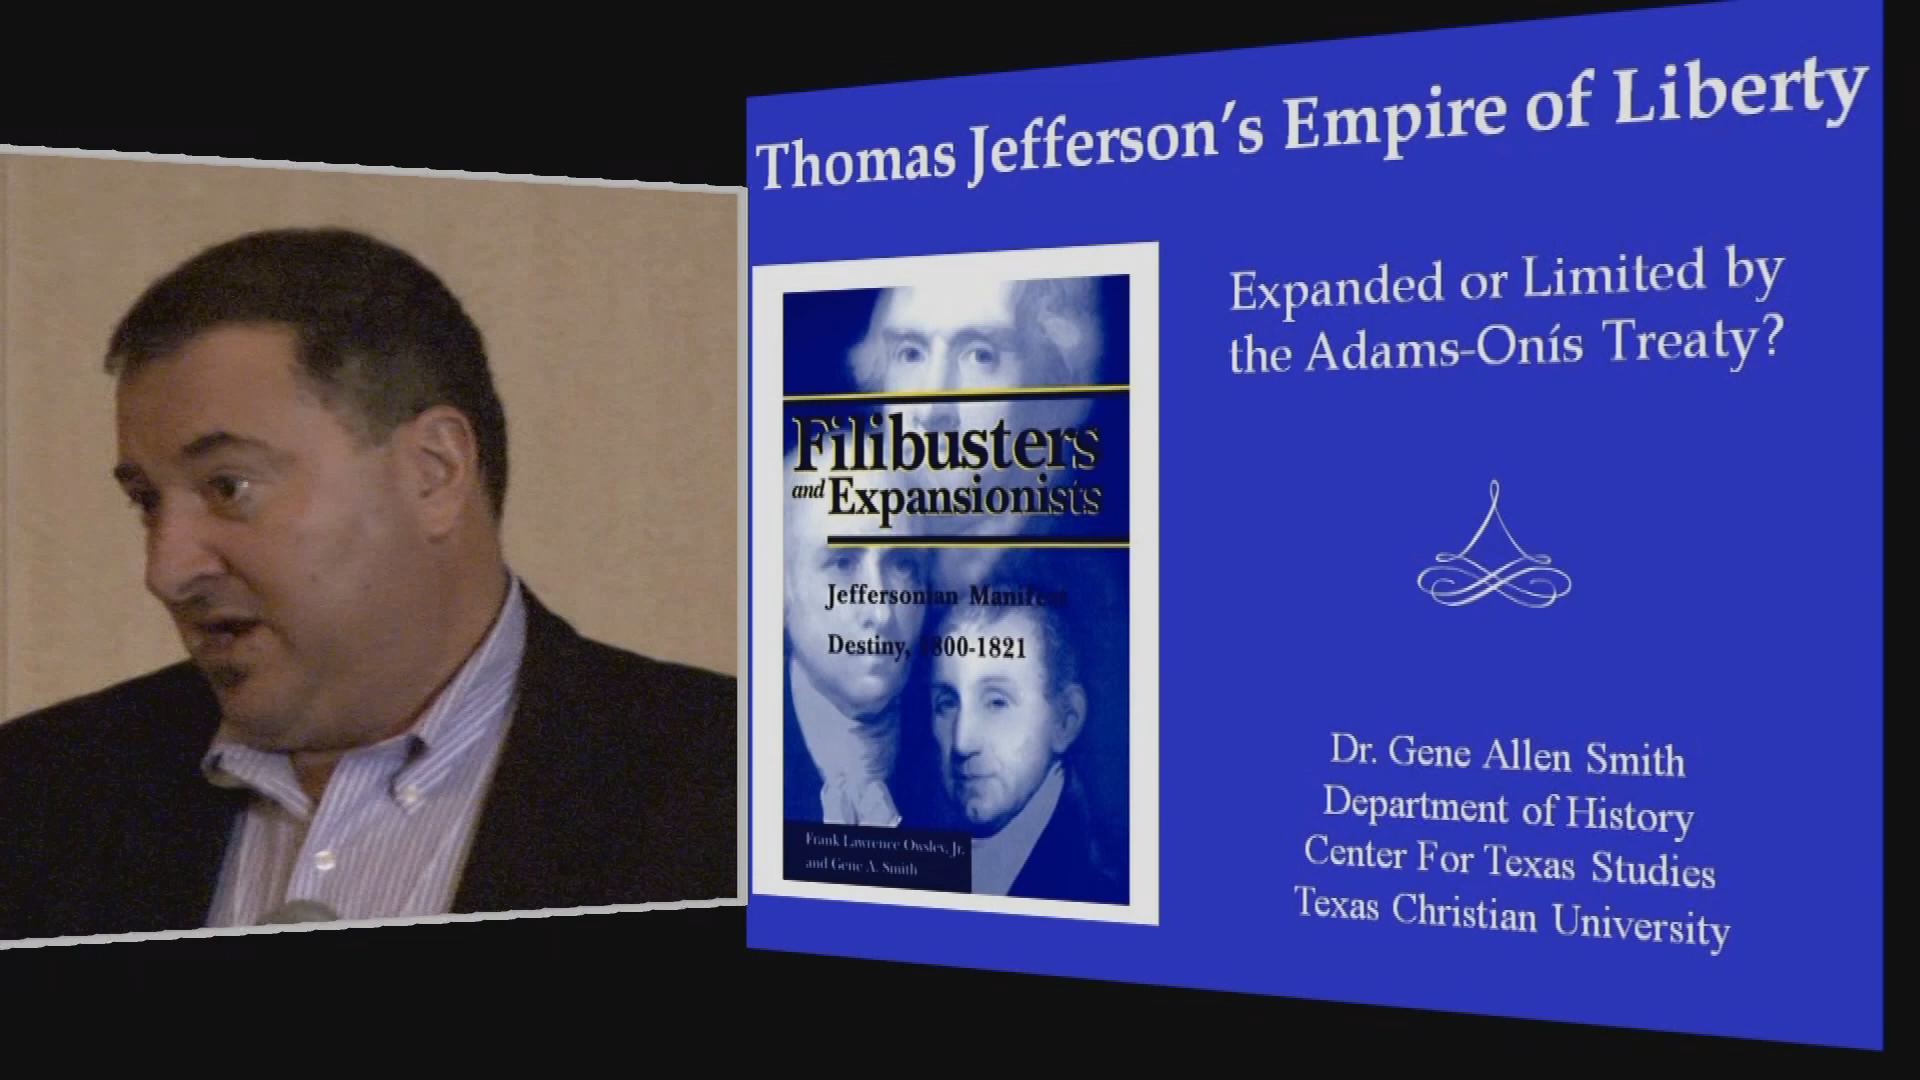 Thomas Jefferson's Empire of Liberty
Expanded or Limited by
the Adams-Onís Treaty?
Filibusters
and Expansionists
Jeffersonian Manifest
Destiny, 1800-1821
Frank Lawrence Owsley, Jr.
and Gene A. Smith
Dr. Gene Allen Smith
Department of History
Center For Texas Studies
Texas Christian University